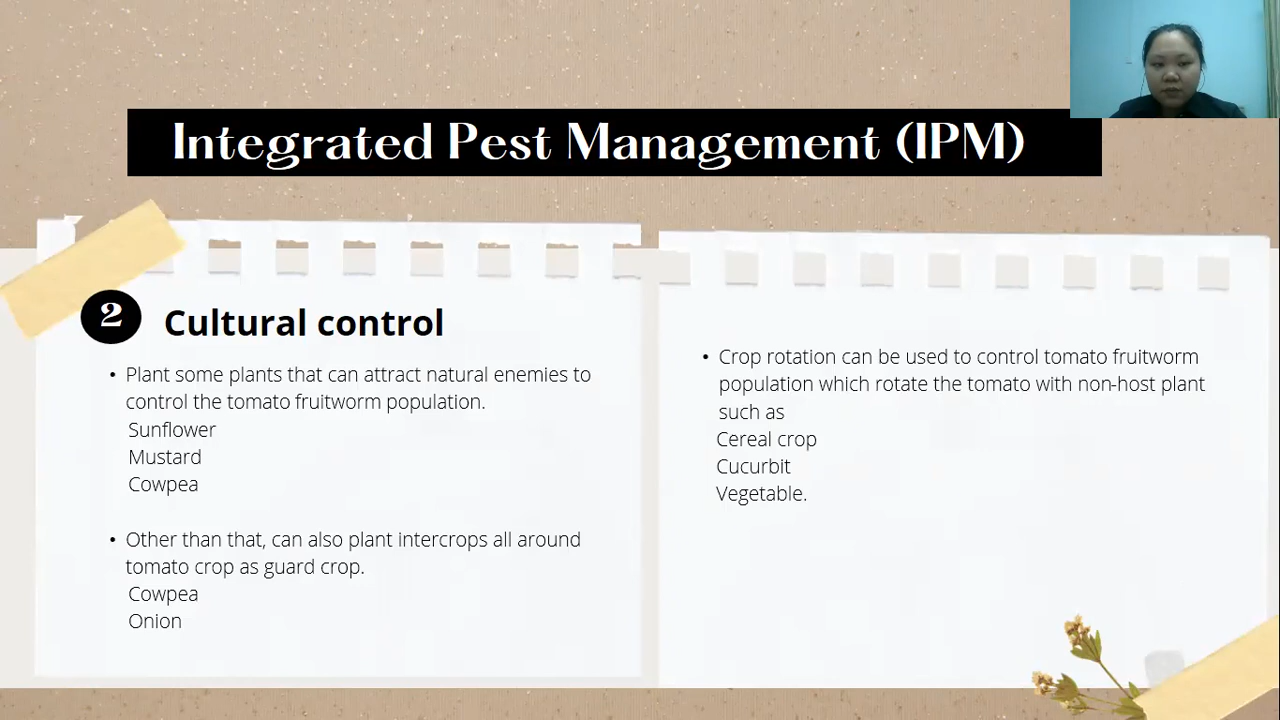 Integrated Pest Management (IPM)
2
Cultural control
• Plant some plants that can attract natural enemies to
control the tomato fruitworm population.
Sunflower
Mustard
Cowpea
• Other than that, can also plant intercrops all around
tomato crop as guard crop.
Cowpea
Onion
• Crop rotation can be used to control tomato fruitworm
population which rotate the tomato with non-host plant
such as
Cereal crop
Cucurbit
Vegetable.